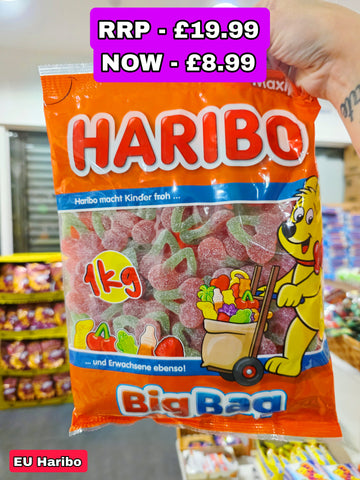 RRP - £19.99
NOW - £8.99
Maxi
HARIBO
Haribo macht Kinder froh ...
1kg
... und Erwachsene ebenso!
BigBag
EU Haribo